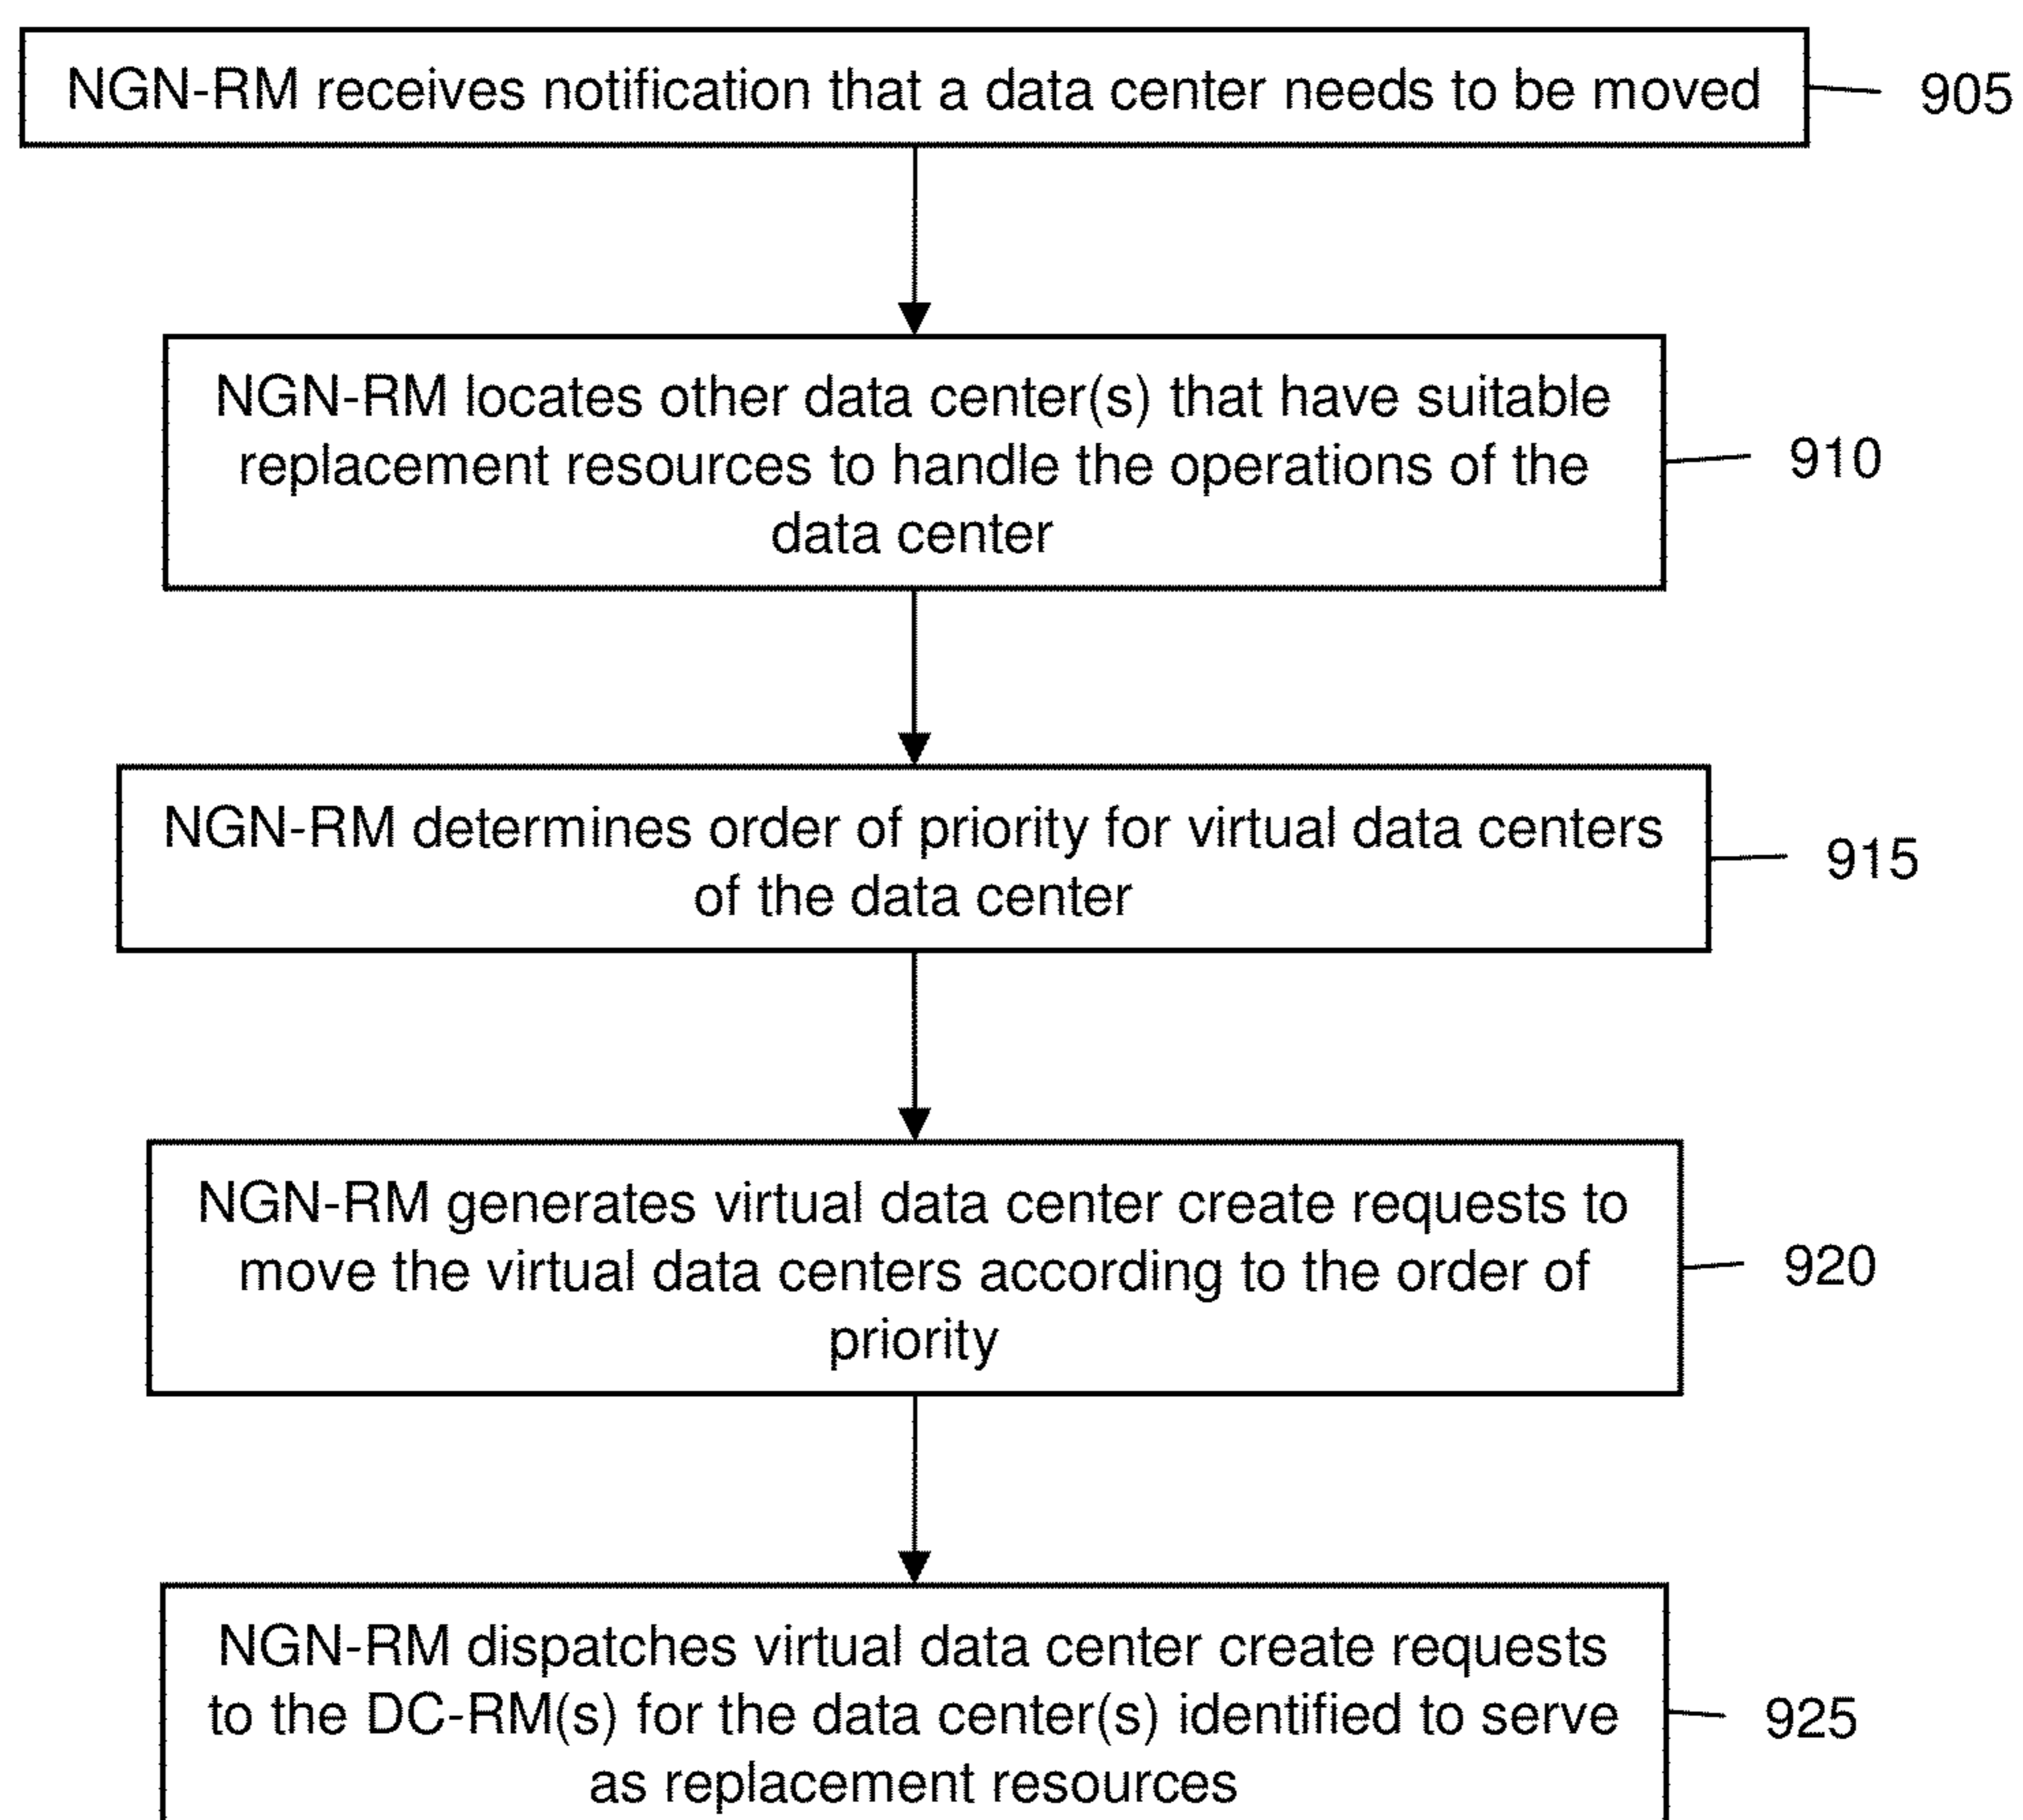 NGN-RM receives notification that a data center needs to be moved
905
NGN-RM locates other data center(s) that have suitable
replacement resources to handle the operations of the
data center
910
NGN-RM determines order of priority for virtual data centers
of the data center
915
NGN-RM generates virtual data center create requests to
move the virtual data centers according to the order of
priority
920
NGN-RM dispatches virtual data center create requests
to the DC-RM(s) for the data center(s) identified to serve
as replacement resources
925